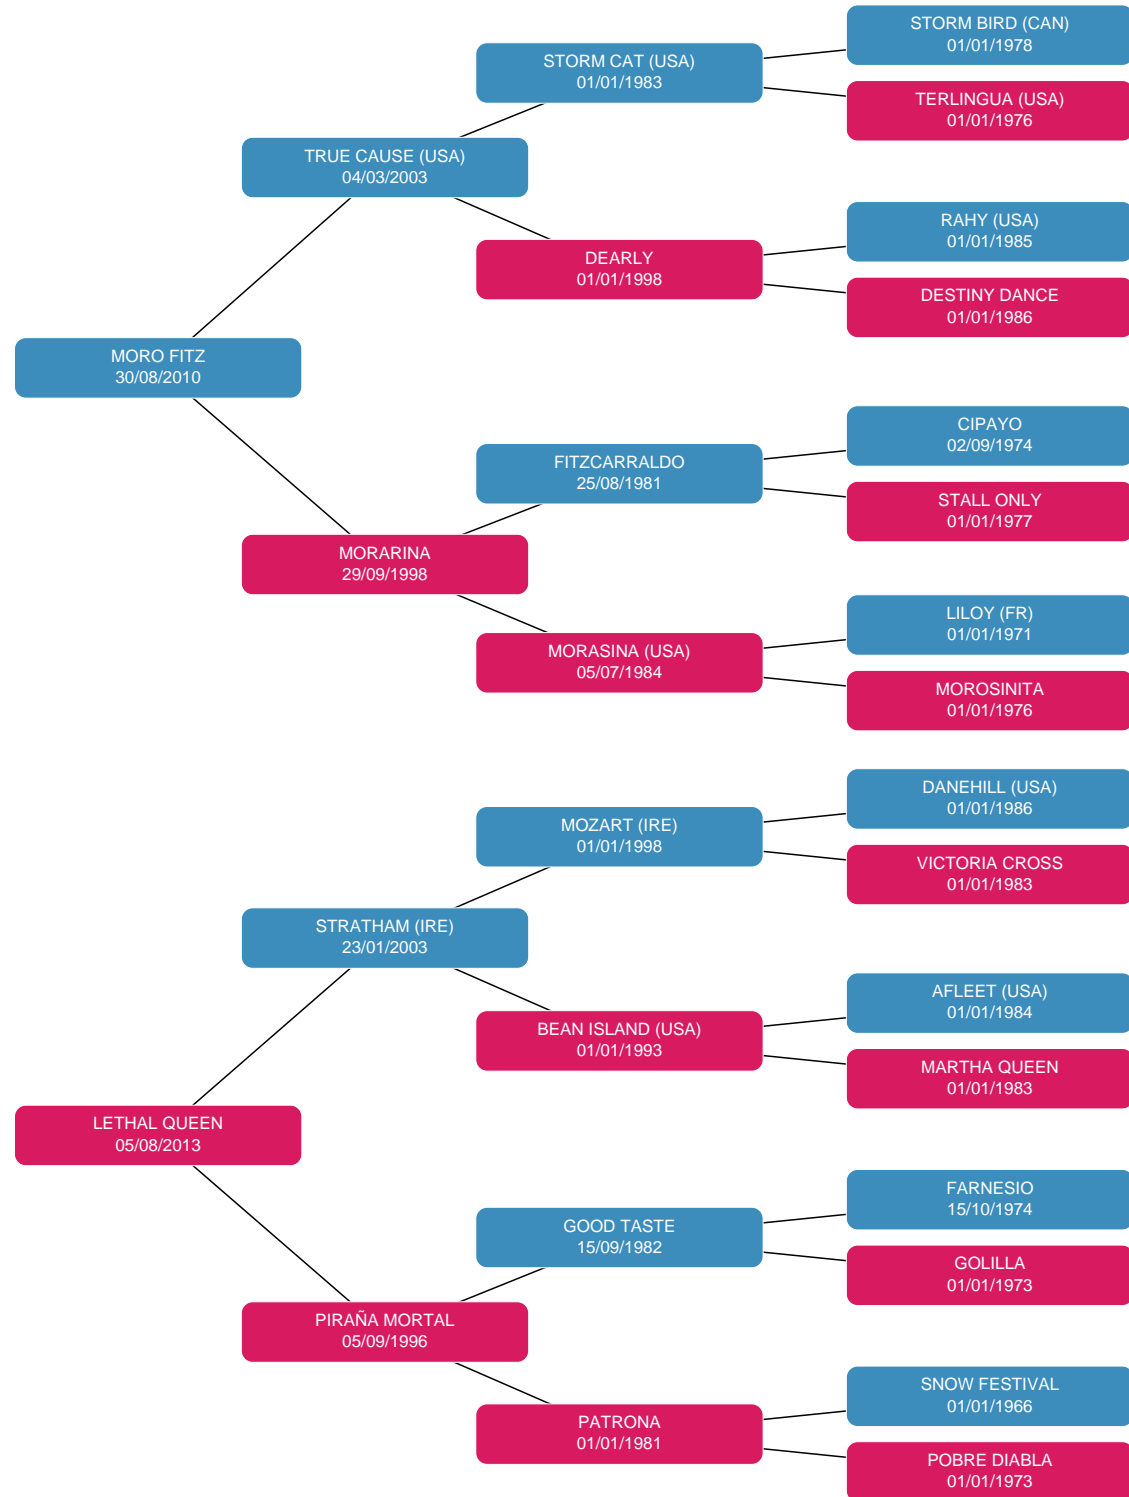 STORM BIRD (CAN)
01/01/1978
STORM CAT (USA)
01/01/1983
TERLINGUA (USA)
01/01/1976
TRUE CAUSE (USA)
04/03/2003
RAHY (USA)
01/01/1985
DEARLY
01/01/1998
DESTINY DANCE
01/01/1986
MORO FITZ
30/08/2010
CIPAYO
02/09/1974
FITZCARRALDO
25/08/1981
STALL ONLY
01/01/1977
MORARINA
29/09/1998
LILOY (FR)
01/01/1971
MORASINA (USA)
05/07/1984
MOROSINITA
01/01/1976
DANEHILL (USA)
01/01/1986
MOZART (IRE)
01/01/1998
VICTORIA CROSS
01/01/1983
STRATHAM (IRE)
23/01/2003
AFLEET (USA)
01/01/1984
BEAN ISLAND (USA)
01/01/1993
MARTHA QUEEN
01/01/1983
LETHAL QUEEN
05/08/2013
FARNESIO
15/10/1974
GOOD TASTE
15/09/1982
GOLILLA
01/01/1973
PIRAÑA MORTAL
05/09/1996
SNOW FESTIVAL
01/01/1966
PATRONA
01/01/1981
POBRE DIABLA
01/01/1973